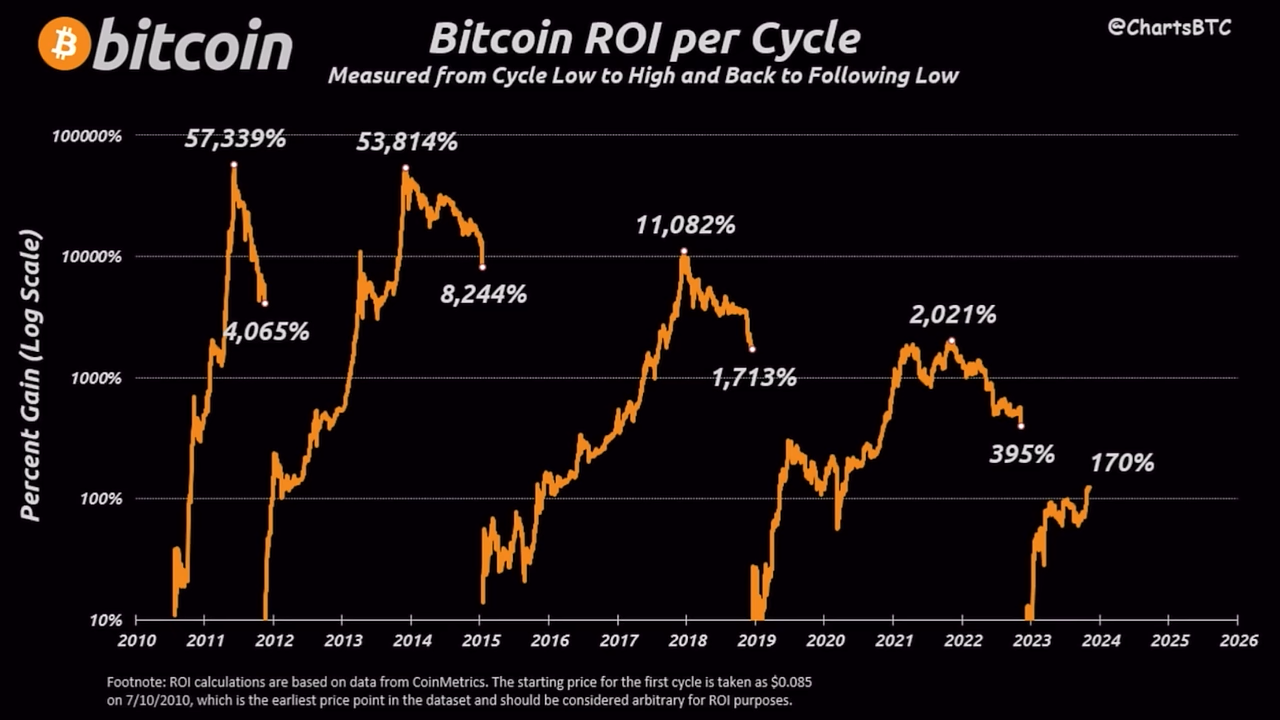 bitcoin
Bitcoin ROI per Cycle
@ChartsBTC
Measured from Cycle Low to High and Back to Following Low
Percent Gain (Log Scale)
100000%
10000%
1000%
100%
10%
57,339%
4,065%
53,814%
8,244%
11,082%
1,713%
2,021%
395%
170%
2010 2011 2012 2013 2014 2015 2016 2017 2018 2019 2020 2021 2022 2023 2024 2025 2026
Footnote: ROI calculations are based on data from CoinMetrics. The starting price for the first cycle is taken as $0.085
on 7/10/2010, which is the earliest price point in the dataset and should be considered arbitrary for ROI purposes.